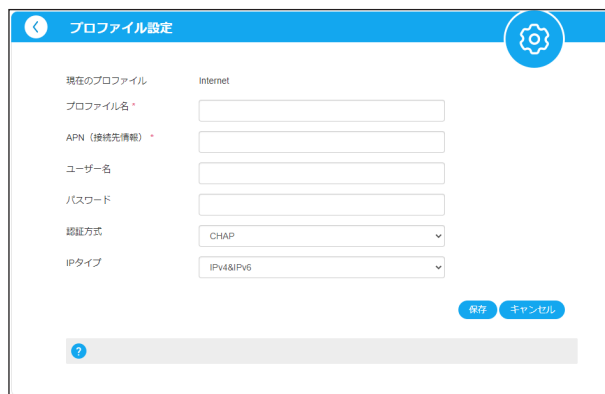 プロファイル設定
現在のプロファイル Internet
プロファイル名 *
APN（接続先情報） *
ユーザー名
パスワード
認証方式 CHAP
IPタイプ IPv4&IPv6
保存 キャンセル
?